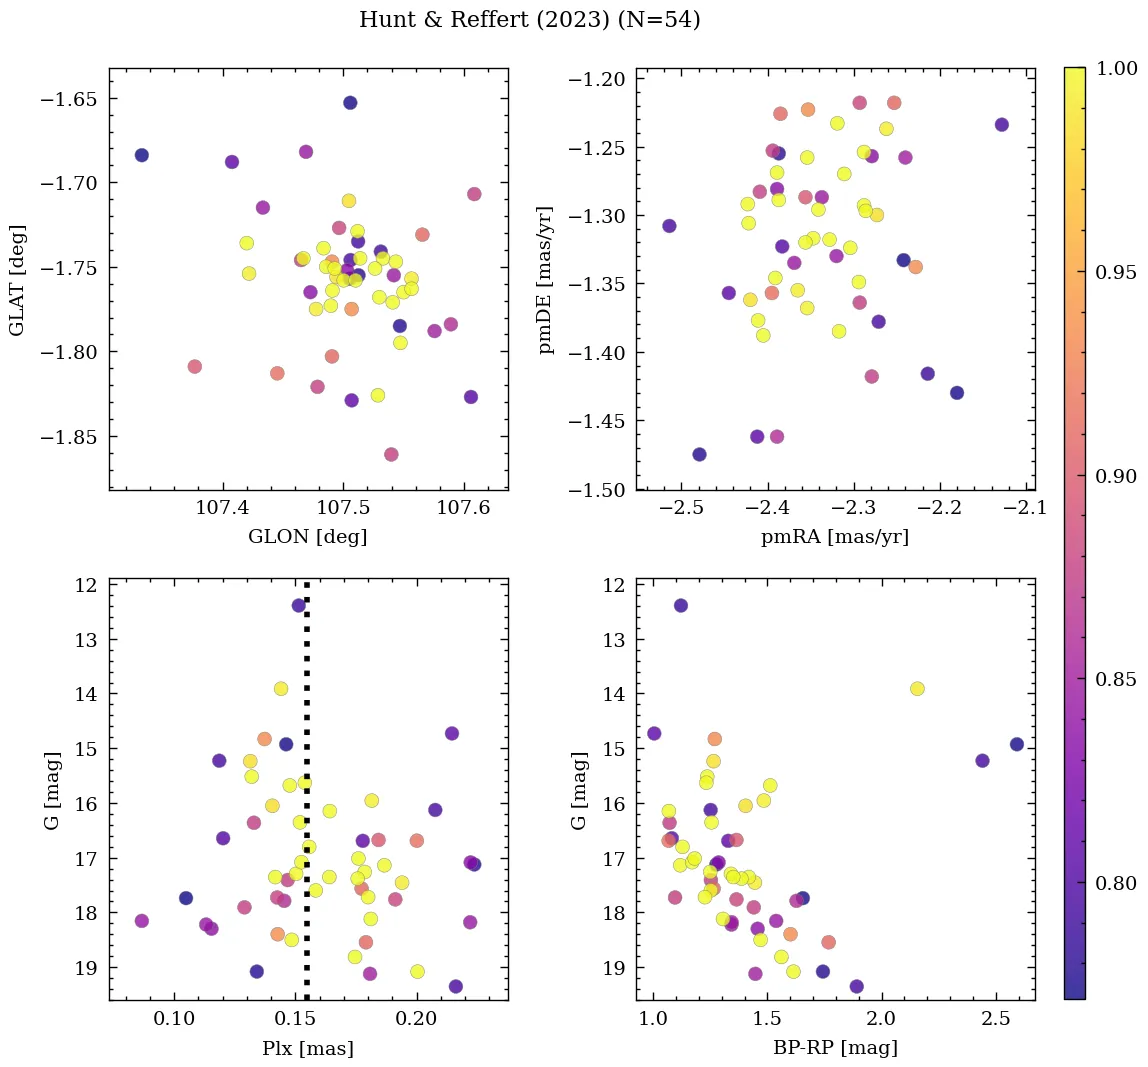 Hunt & Reffert (2023) (N=54)
GLAT [deg]
−1.65
−1.70
−1.75
−1.80
−1.85
107.4 107.5 107.6
GLON [deg]
pmDE [mas/yr]
−1.20
−1.25
−1.30
−1.35
−1.40
−1.45
−1.50
−2.5 −2.4 −2.3 −2.2 −2.1
pmRA [mas/yr]
1.00
0.95
0.90
0.85
0.80
G [mag]
12
13
14
15
16
17
18
19
0.10 0.15 0.20
Plx [mas]
G [mag]
12
13
14
15
16
17
18
19
1.0 1.5 2.0 2.5
BP-RP [mag]